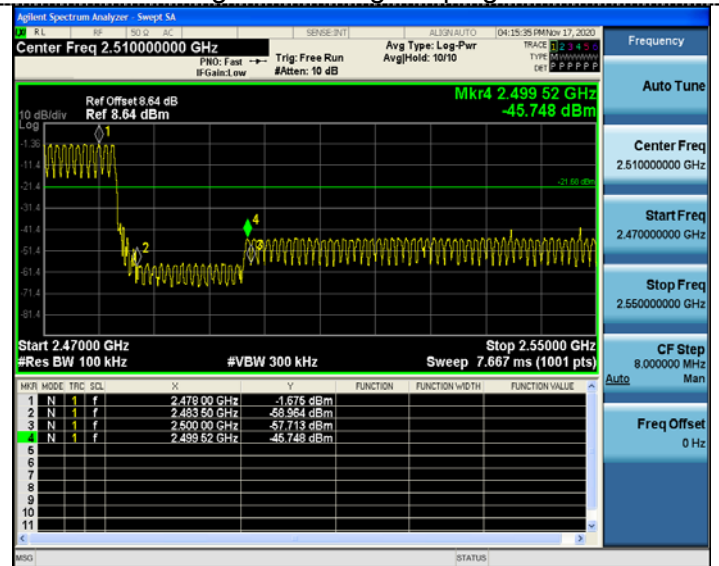 Agilent Spectrum Analyzer - Swept SA
RL RF 50 Ω AC SENSE:INT ALIGNAUTO 04:15:35 PM Nov 17, 2020
Center Freq 2.510000000 GHz
PNO: Fast
IFGain:Low
Trig: Free Run
#Atten: 10 dB
Avg Type: Log-Pwr
Avg|Hold: 10/10
TRACE 1 2 3 4 5 6
TYPE M
DET P P P P P P
Frequency
Mkr4 2.499 52 GHz
-45.748 dBm
Ref Offset 8.64 dB
10 dB/div Ref 8.64 dBm
Log
1
-1.36
-11.4
-21.4
-21.66 dBm
-31.4
4
-41.4
2
3
-51.4
-61.4
-71.4
-81.4
Start 2.47000 GHz Stop 2.55000 GHz
#Res BW 100 kHz #VBW 300 kHz Sweep 7.667 ms (1001 pts)
MKR MODE TRC SCL X Y FUNCTION FUNCTION WIDTH FUNCTION VALUE
1 N 1 f 2.478 00 GHz -1.675 dBm
2 N 1 f 2.483 50 GHz -58.964 dBm
3 N 1 f 2.500 00 GHz -57.713 dBm
4 N 1 f 2.499 52 GHz -45.748 dBm
5
6
7
8
9
10
11
MSG STATUS
Auto Tune
Center Freq
2.510000000 GHz
Start Freq
2.470000000 GHz
Stop Freq
2.550000000 GHz
CF Step
8.000000 MHz
Auto Man
Freq Offset
0 Hz